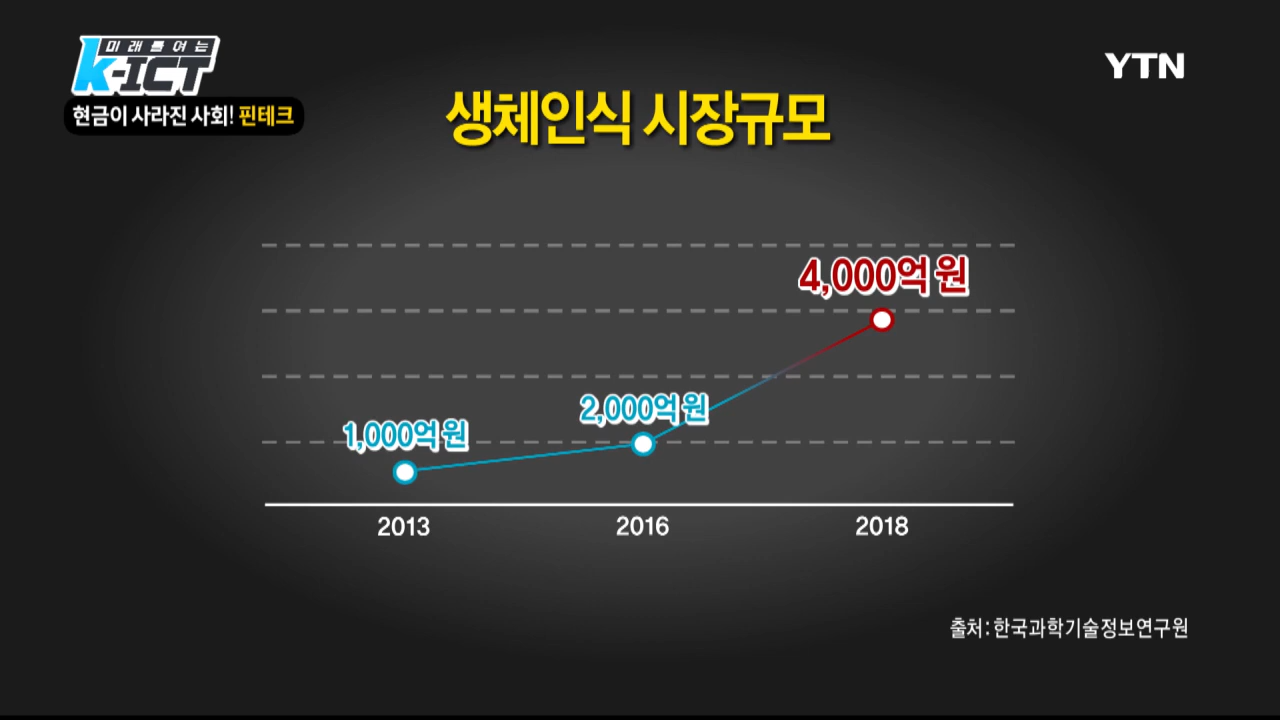 미래를 여는
K-ICT
현금이 사라진 사회! 핀테크
YTN
생체인식 시장규모
4,000억 원
2,000억 원
1,000억 원
2013 2016 2018
출처 : 한국과학기술정보연구원